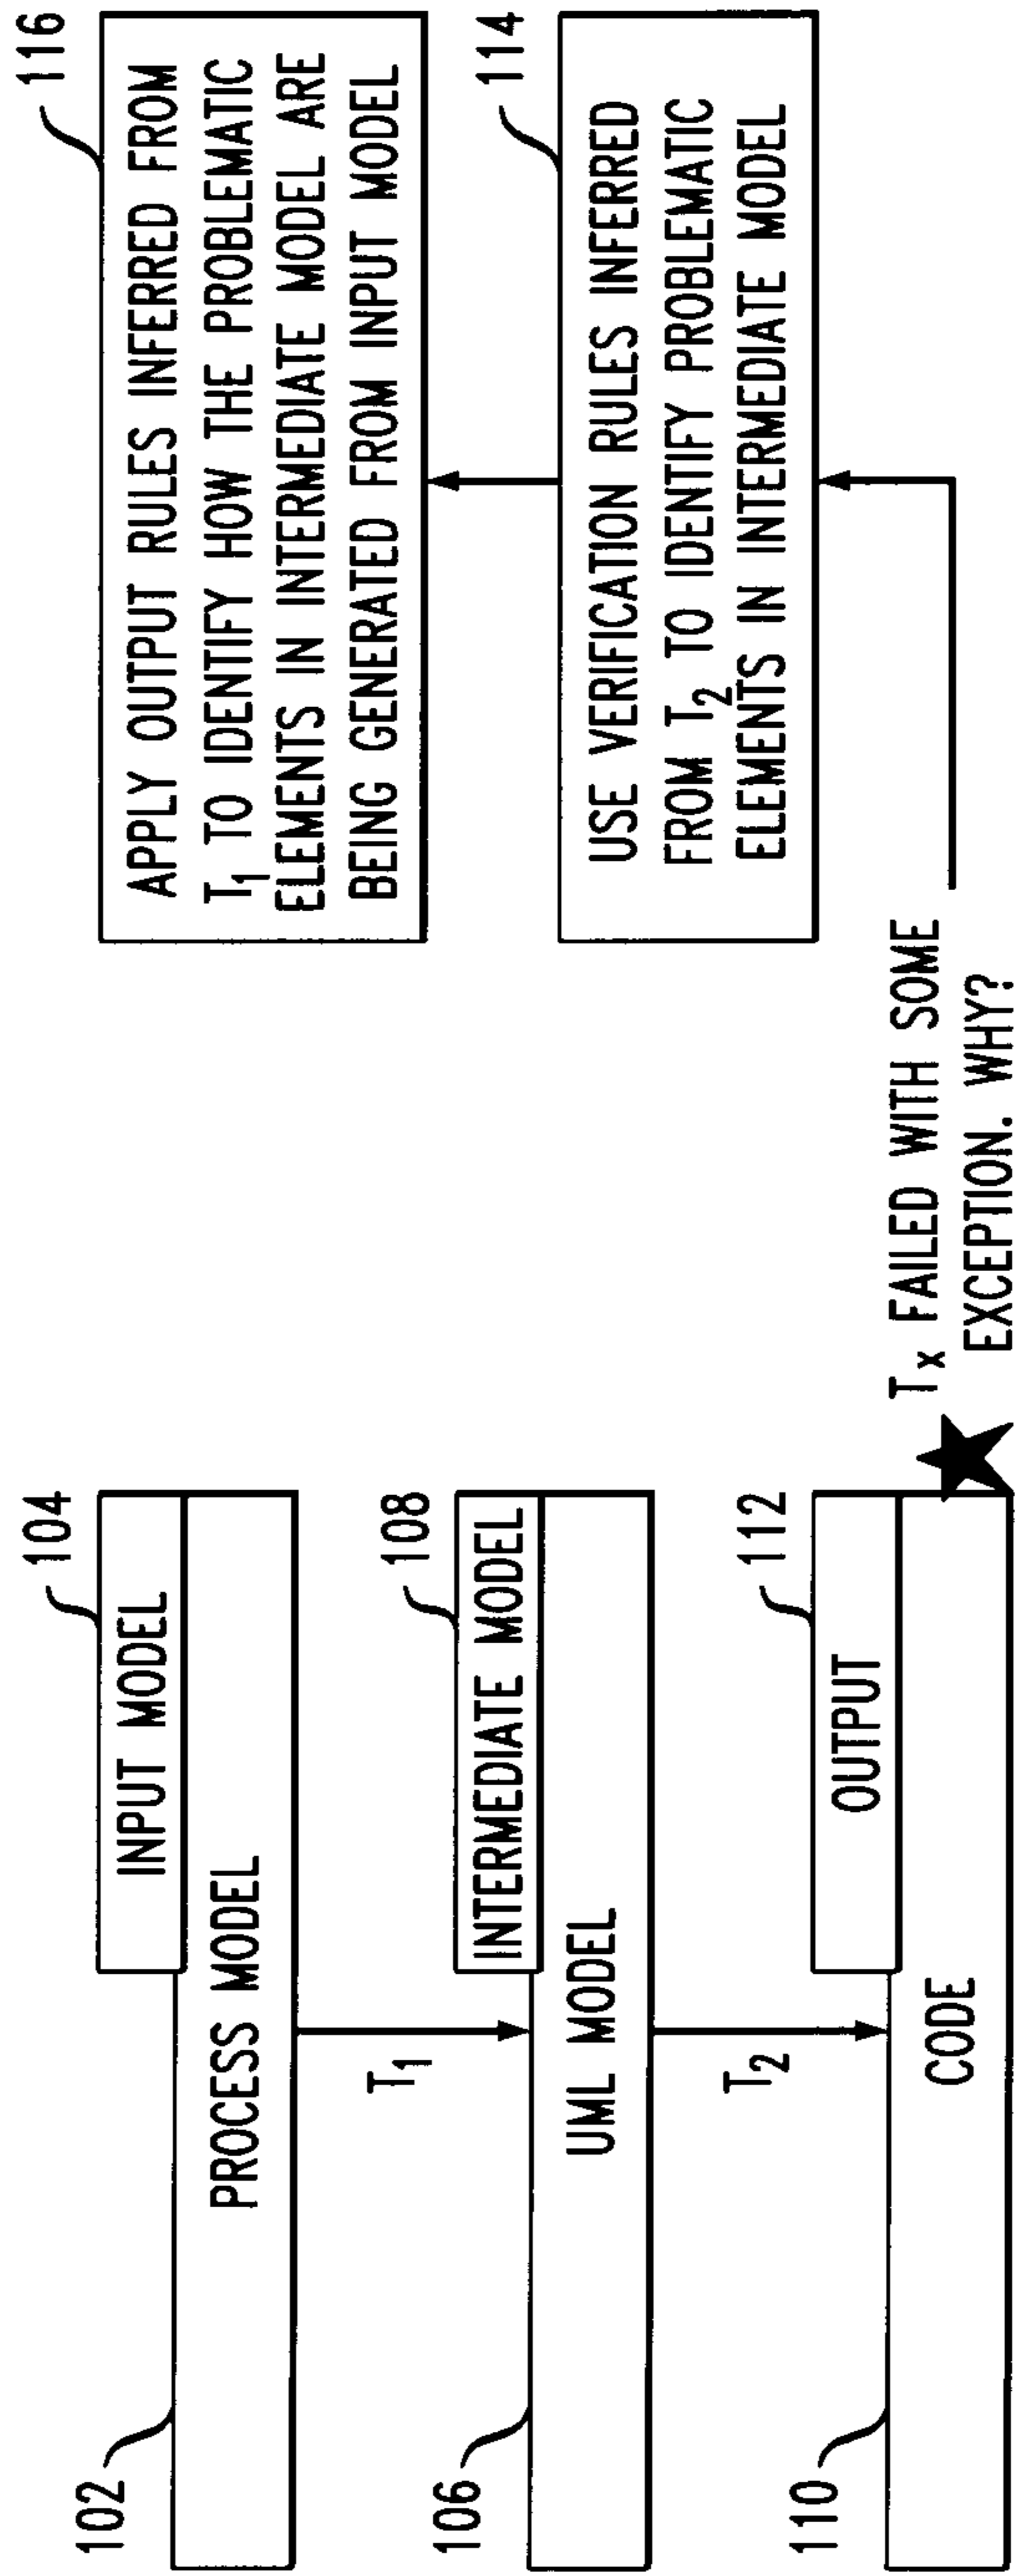 104
INPUT MODEL
102
PROCESS MODEL
T1
108
INTERMEDIATE MODEL
106
UML MODEL
T2
112
OUTPUT
110
CODE
Tx FAILED WITH SOME
EXCEPTION. WHY?
116
APPLY OUTPUT RULES INFERRED FROM
T1 TO IDENTIFY HOW THE PROBLEMATIC
ELEMENTS IN INTERMEDIATE MODEL ARE
BEING GENERATED FROM INPUT MODEL
114
USE VERIFICATION RULES INFERRED
FROM T2 TO IDENTIFY PROBLEMATIC
ELEMENTS IN INTERMEDIATE MODEL